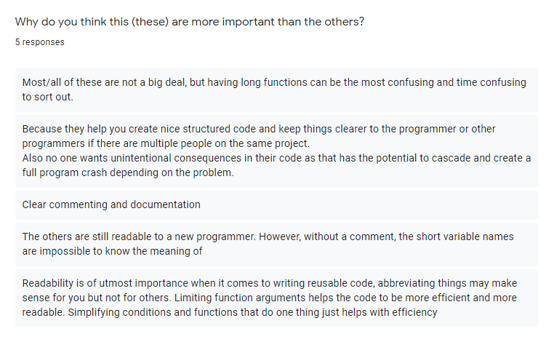 Why do you think this (these) are more important than the others?
5 responses
Most/all of these are not a big deal, but having long functions can be the most confusing and time confusing
to sort out.
Because they help you create nice structured code and keep things clearer to the programmer or other
programmers if there are multiple people on the same project.
Also no one wants unintentional consequences in their code as that has the potential to cascade and create a
full program crash depending on the problem.
Clear commenting and documentation
The others are still readable to a new programmer. However, without a comment, the short variable names
are impossible to know the meaning of
Readability is of utmost importance when it comes to writing reusable code, abbreviating things may make
sense for you but not for others. Limiting function arguments helps the code to be more efficient and more
readable. Simplifying conditions and functions that do one thing just helps with efficiency